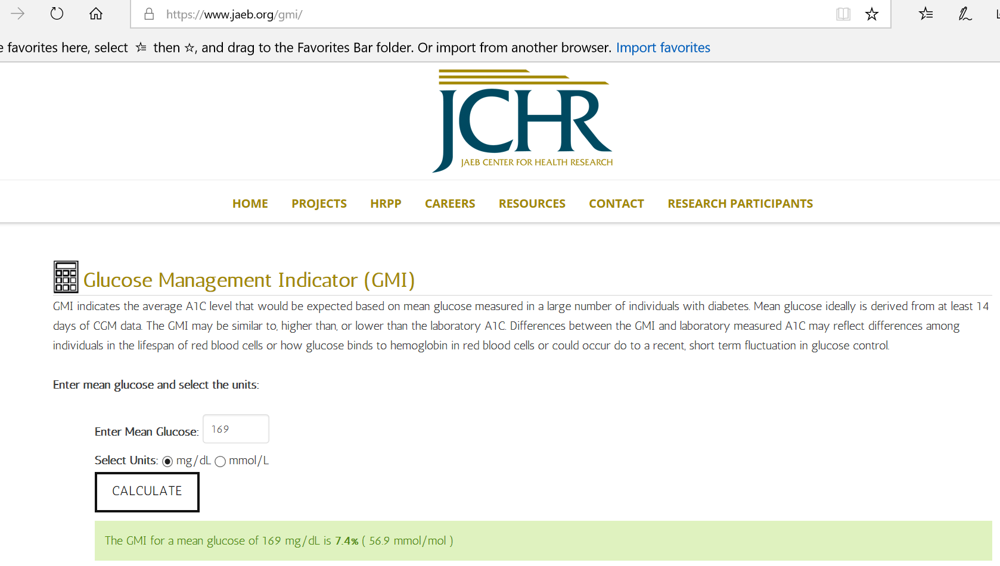 https://www.jaeb.org/gmi/
favorites here, select then , and drag to the Favorites Bar folder. Or import from another browser. Import favorites
JCHR
JAEB CENTER FOR HEALTH RESEARCH
HOME PROJECTS HRPP CAREERS RESOURCES CONTACT RESEARCH PARTICIPANTS
Glucose Management Indicator (GMI)
GMI indicates the average A1C level that would be expected based on mean glucose measured in a large number of individuals with diabetes. Mean glucose ideally is derived from at least 14
days of CGM data. The GMI may be similar to, higher than, or lower than the laboratory A1C. Differences between the GMI and laboratory measured A1C may reflect differences among
individuals in the lifespan of red blood cells or how glucose binds to hemoglobin in red blood cells or could occur do to a recent, short term fluctuation in glucose control.
Enter mean glucose and select the units:
Enter Mean Glucose: 169
Select Units: mg/dL mmol/L
CALCULATE
The GMI for a mean glucose of 169 mg/dL is 7.4% ( 56.9 mmol/mol )